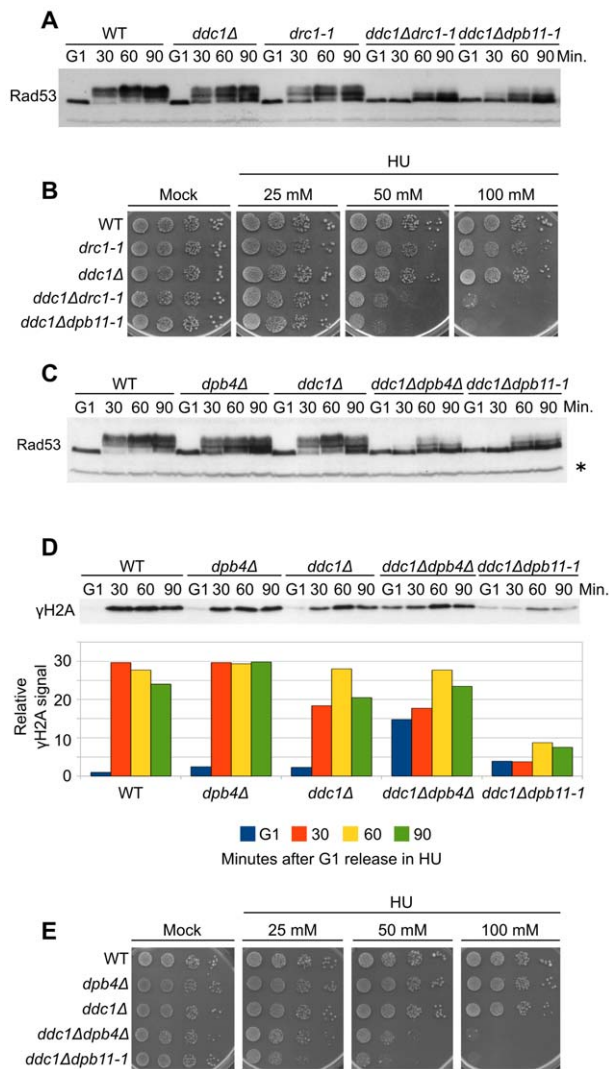 A
WT ddc1Δ drc1-1 ddc1Δdrc1-1 ddc1Δdpb11-1
G1 30 60 90 G1 30 60 90 G1 30 60 90 G1 30 60 90 G1 30 60 90 Min.
Rad53
HU
B Mock 25 mM 50 mM 100 mM
WT
drc1-1
ddc1Δ
ddc1Δdrc1-1
ddc1Δdpb11-1
C
WT dpb4Δ ddc1Δ ddc1Δdpb4Δ ddc1Δdpb11-1
G1 30 60 90 G1 30 60 90 G1 30 60 90 G1 30 60 90 G1 30 60 90 Min.
Rad53
*
D
WT dpb4Δ ddc1Δ ddc1Δdpb4Δ ddc1Δdpb11-1
G1 30 60 90 G1 30 60 90 G1 30 60 90 G1 30 60 90 G1 30 60 90 Min.
γH2A
Relative
γH2A signal
30
20
10
0
WT dpb4Δ ddc1Δ ddc1Δdpb4Δ ddc1Δdpb11-1
G1 30 60 90
Minutes after G1 release in HU
HU
E Mock 25 mM 50 mM 100 mM
WT
dpb4Δ
ddc1Δ
ddc1Δdpb4Δ
ddc1Δdpb11-1